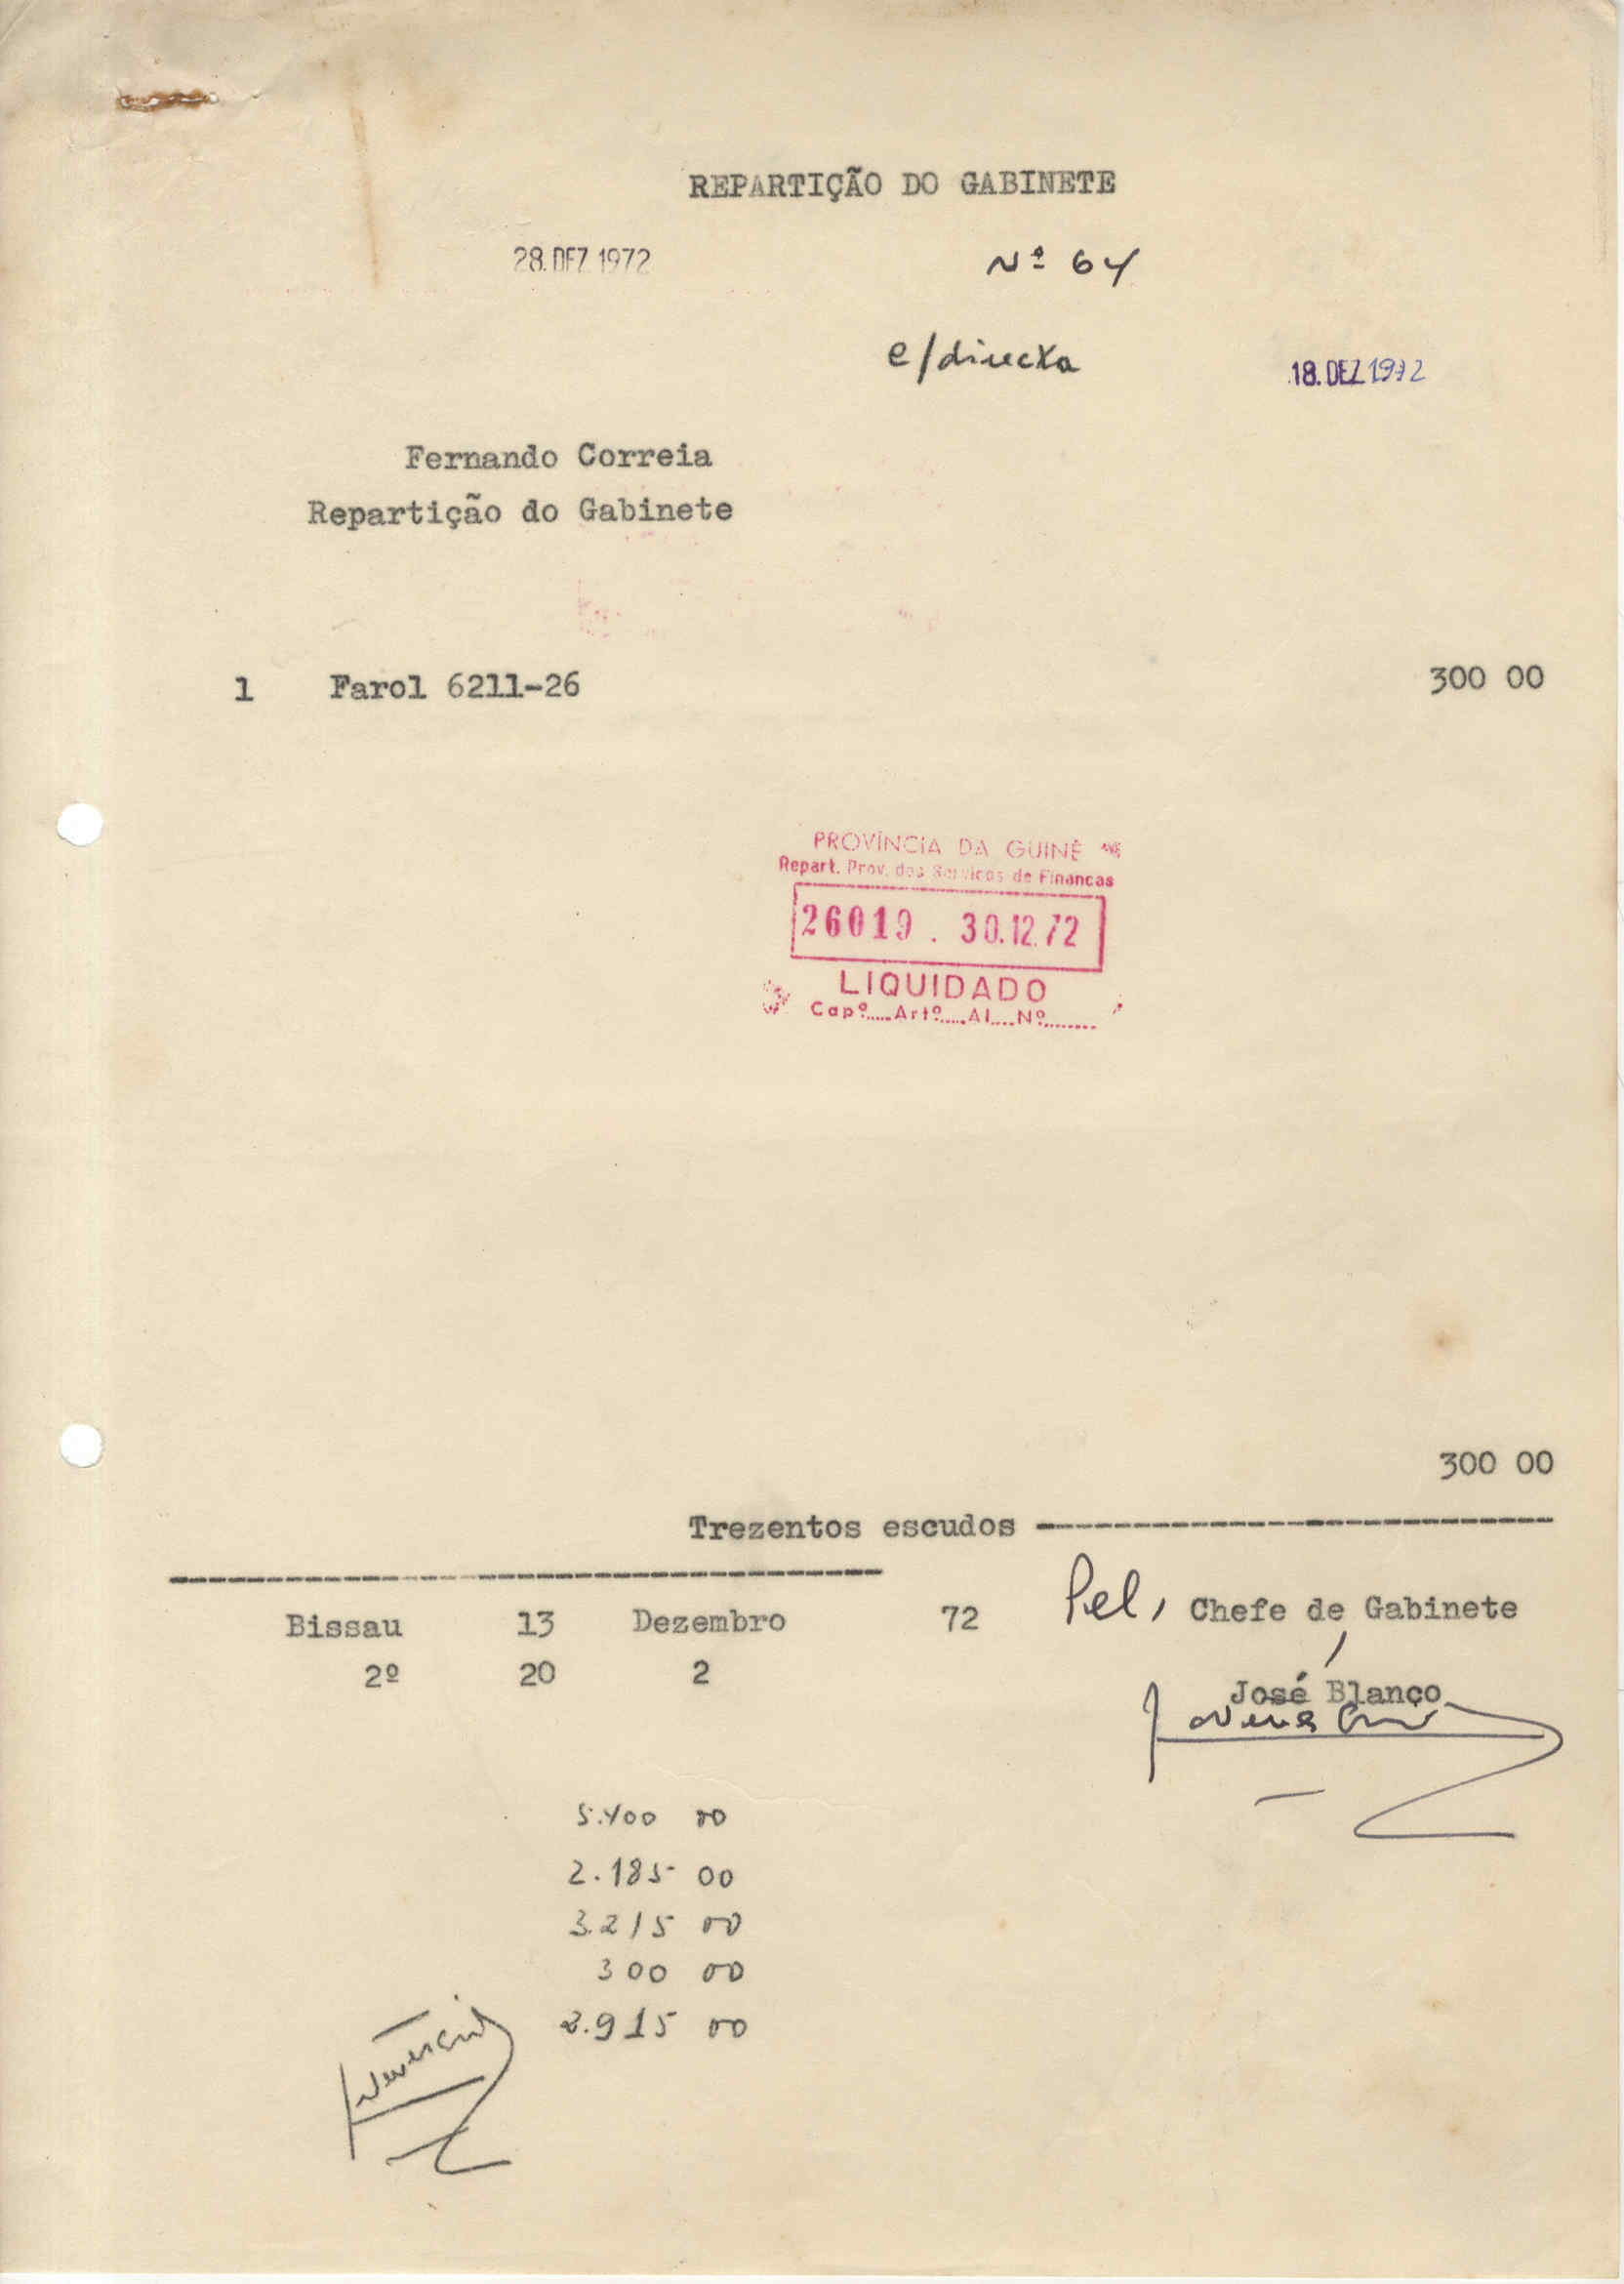 REPARTIÇÃO DO GABINETE
28. DEZ 1972
Nº 64
e/directa
18. DEZ 1972
Fernando Correia
Repartição do Gabinete
1 Farol 6211-26 300 00
PROVÍNCIA DA GUINÉ
Repart. Prov. dos Serviços de Finanças
26019 . 30.12.72
LIQUIDADO
Capº..... Artº..... Al.... Nº........
300 00
Trezentos escudos
Bissau 13 Dezembro 72
Pel, Chefe de Gabinete
2º 20 2
José Blanco
5.400 00
2.185 00
3.215 00
300 00
2.915 00